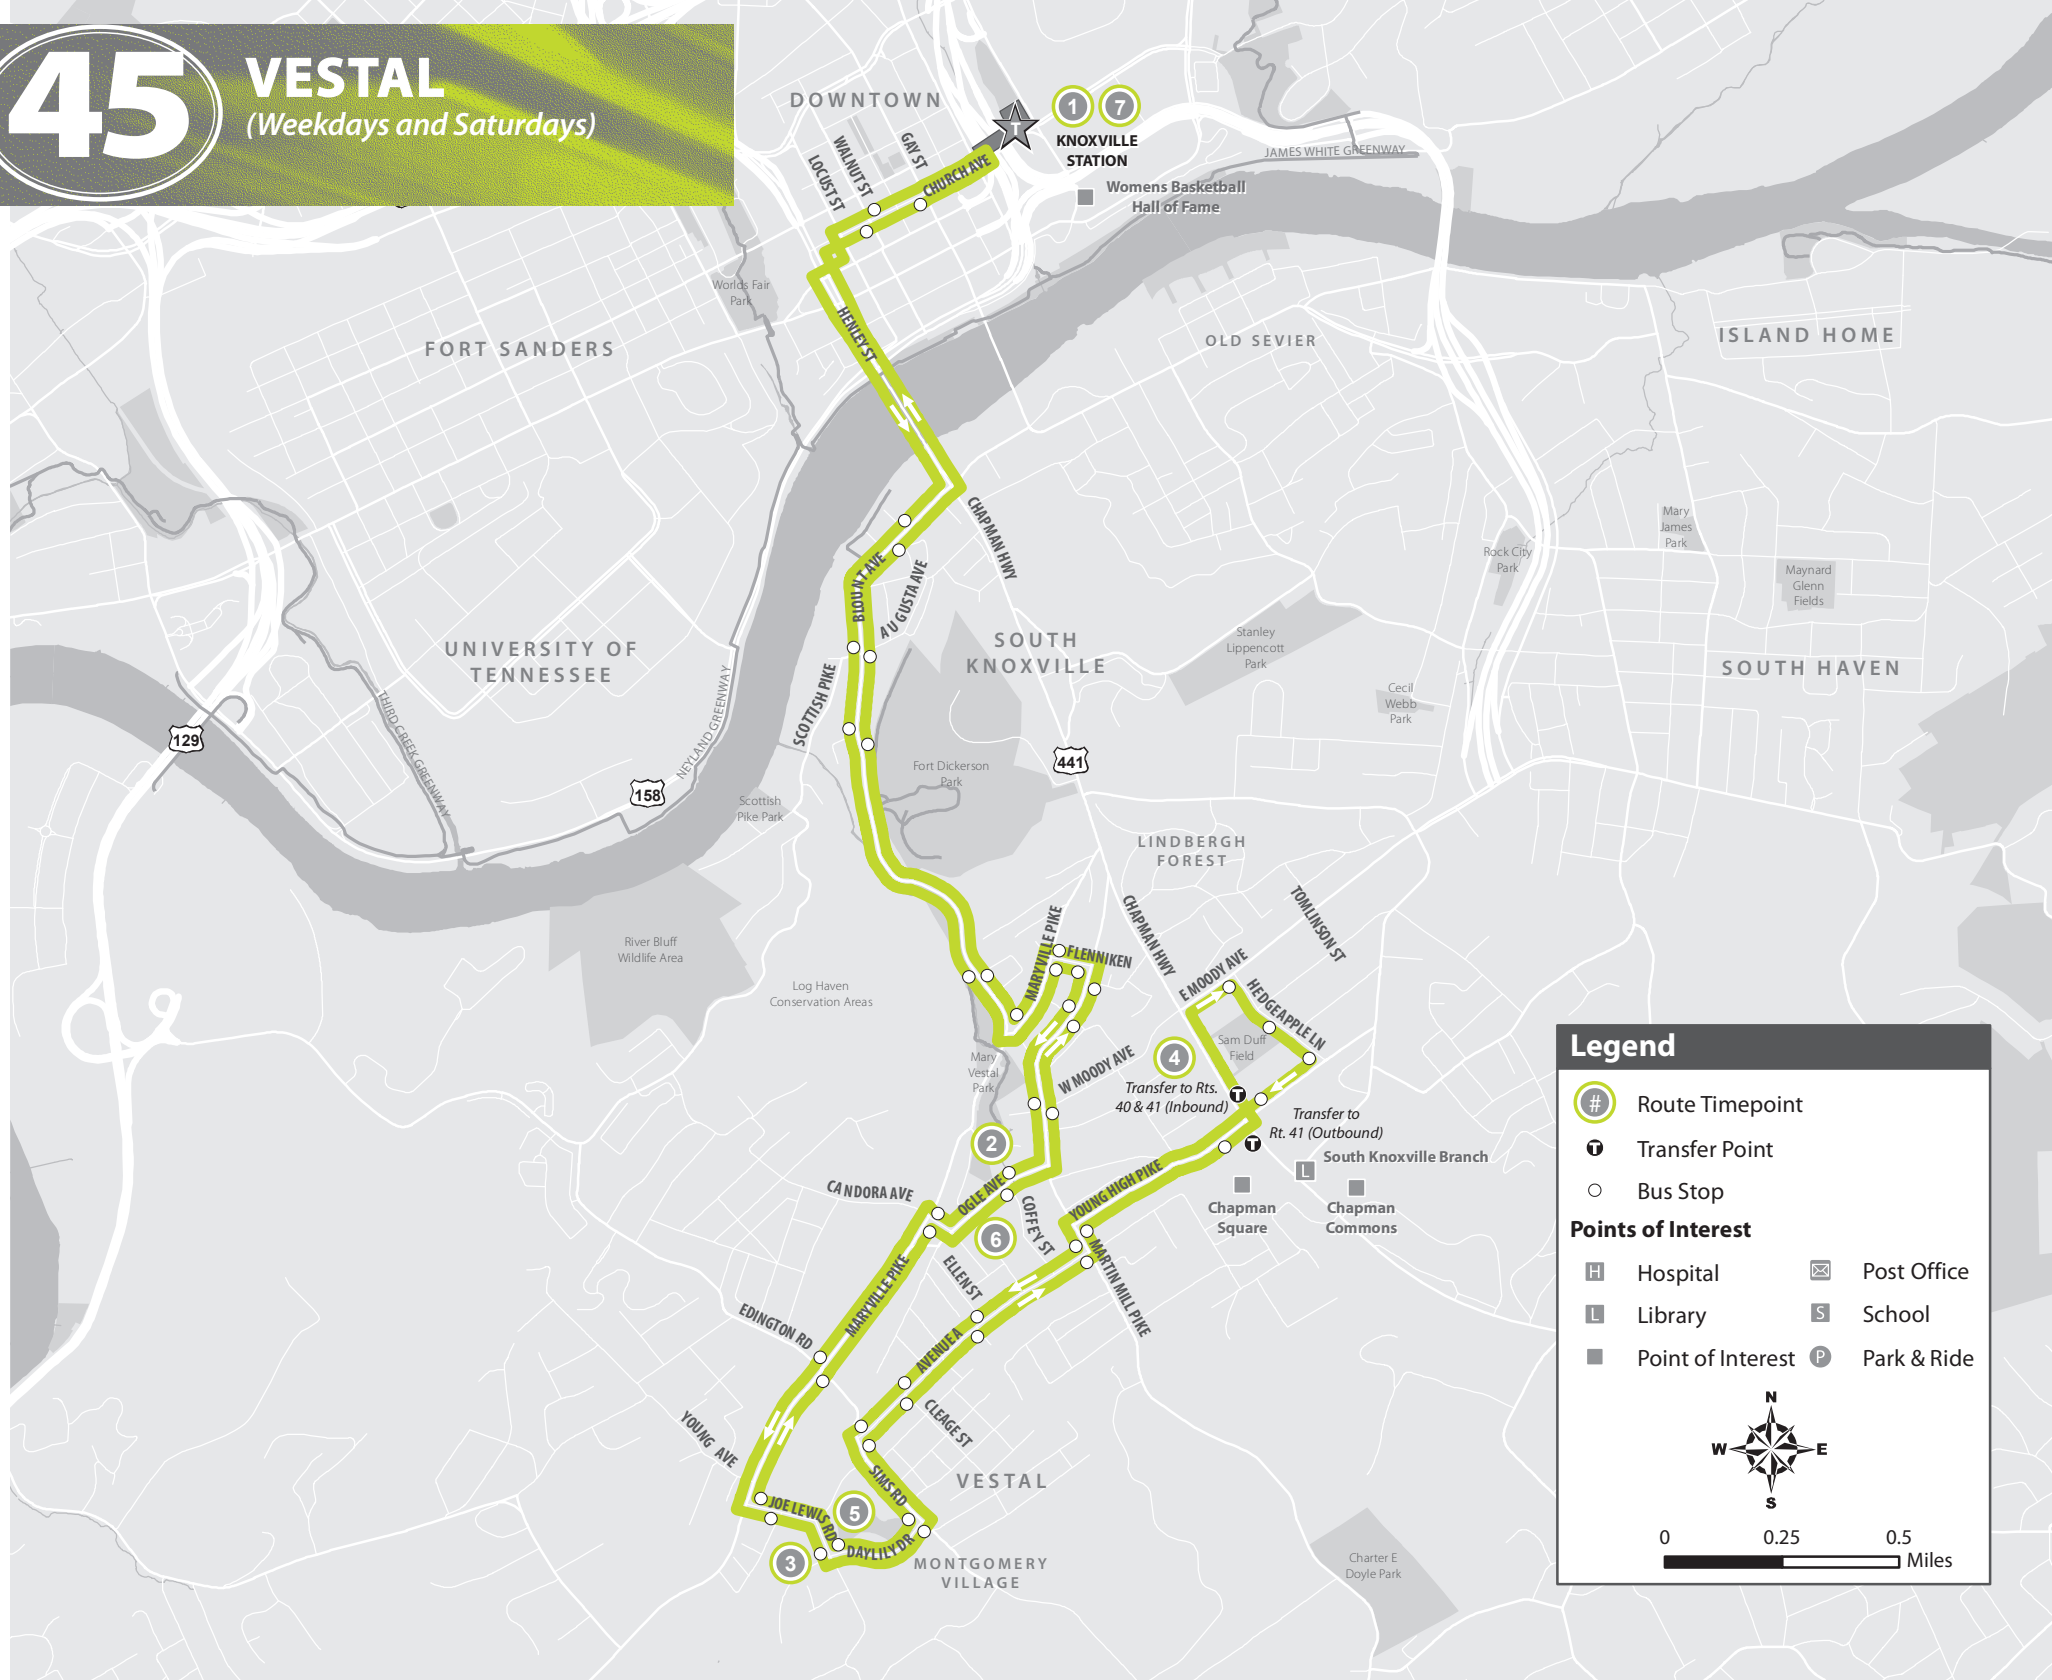 45
VESTAL
(Weekdays and Saturdays)
DOWNTOWN
1
7
KNOXVILLE
STATION
T
GAY ST
WALNUT ST
LOCUST ST
CHURCH AVE
JAMES WHITE GREENWAY
Womens Basketball
Hall of Fame
Worlds Fair
Park
HENLEY ST
FORT SANDERS
OLD SEVIER
ISLAND HOME
CHAPMAN HWY
Mary
James
Park
Rock City
Park
Maynard
Glenn
Fields
BLOUNT AVE
AUGUSTA AVE
UNIVERSITY OF
TENNESSEE
SOUTH
KNOXVILLE
Stanley
Lippencott
Park
SOUTH HAVEN
Cecil
Webb
Park
SCOTTISH PIKE
THIRD CREEK GREENWAY
NEYLAND GREENWAY
129
158
441
Fort Dickerson
Park
Scottish
Pike Park
LINDBERGH
FOREST
River Bluff
Wildlife Area
Log Haven
Conservation Areas
MARYVILLE PIKE
FLENNIKEN
CHAPMAN HWY
TOMLINSON ST
E MOODY AVE
HEDGEAPPLE LN
Sam Duff
Field
Mary
Vestal
Park
W MOODY AVE
4
Transfer to Rts.
40 & 41 (Inbound)
T
Transfer to
Rt. 41 (Outbound)
T
2
South Knoxville Branch
L
Chapman
Square
Chapman
Commons
CANDORA AVE
OGLE AVE
COFFEY ST
YOUNG HIGH PIKE
6
ELLEN ST
MARTIN MILL PIKE
MARYVILLE PIKE
EDINGTON RD
AVENUE A
CLEAGE ST
YOUNG AVE
SIMS RD
VESTAL
JOE LEWIS RD
5
DAYLILY DR
3
MONTGOMERY
VILLAGE
Charter E
Doyle Park
Legend
# Route Timepoint
T Transfer Point
Bus Stop
Points of Interest
H Hospital
Post Office
L Library
S School
Point of Interest
P Park & Ride
N
W E
S
0 0.25 0.5
Miles